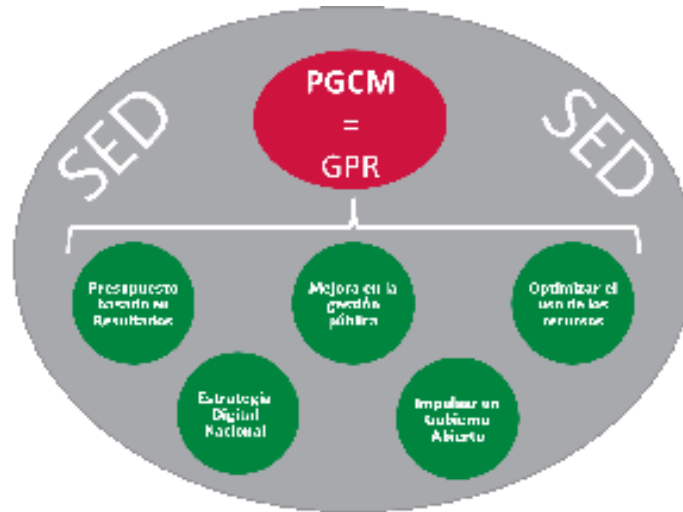 SED
PGCM
=
GPR
SED
Presupuesto
basado en
Resultados
Mejora en la
gestión
pública
Optimizar el
uso de los
recursos
Estrategia
Digital
Nacional
Impulsar un
Gobierno
Abierto